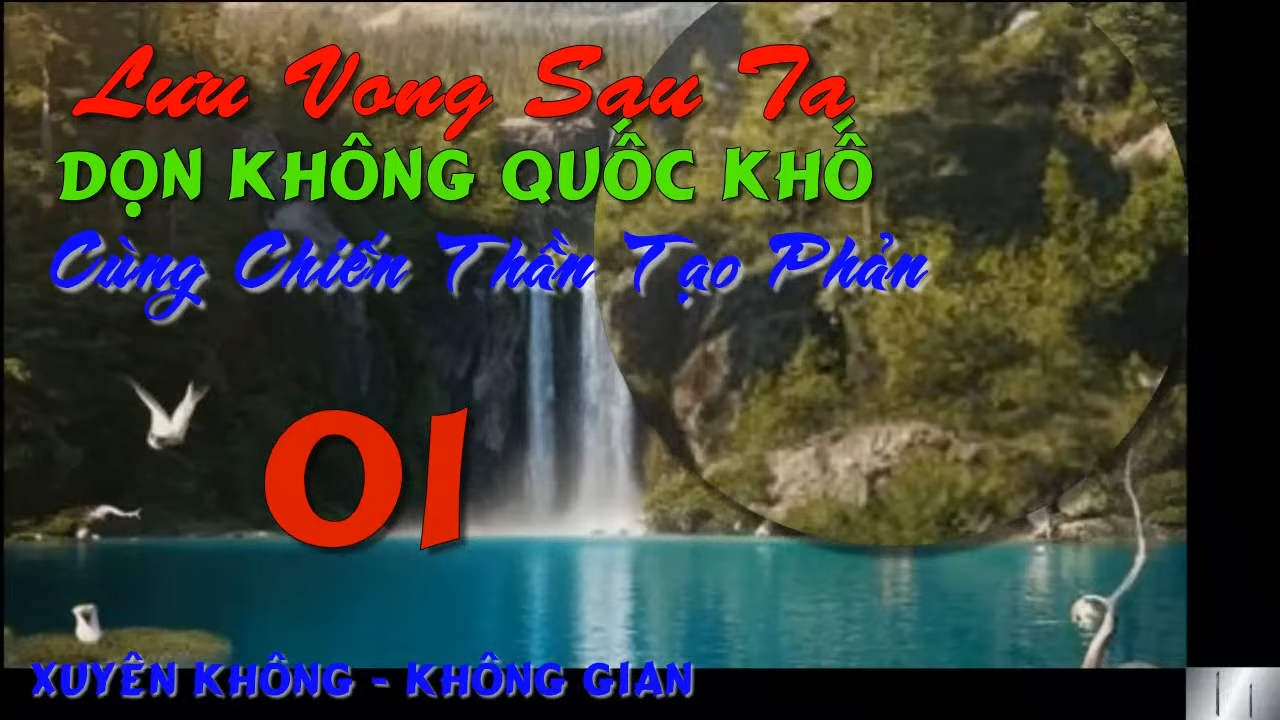 Lưu Vong Sau Ta
DỌN KHÔNG QUỐC KHỐ
Cùng Chiến Thần Tạo Phản
01
XUYÊN KHÔNG - KHÔNG GIAN